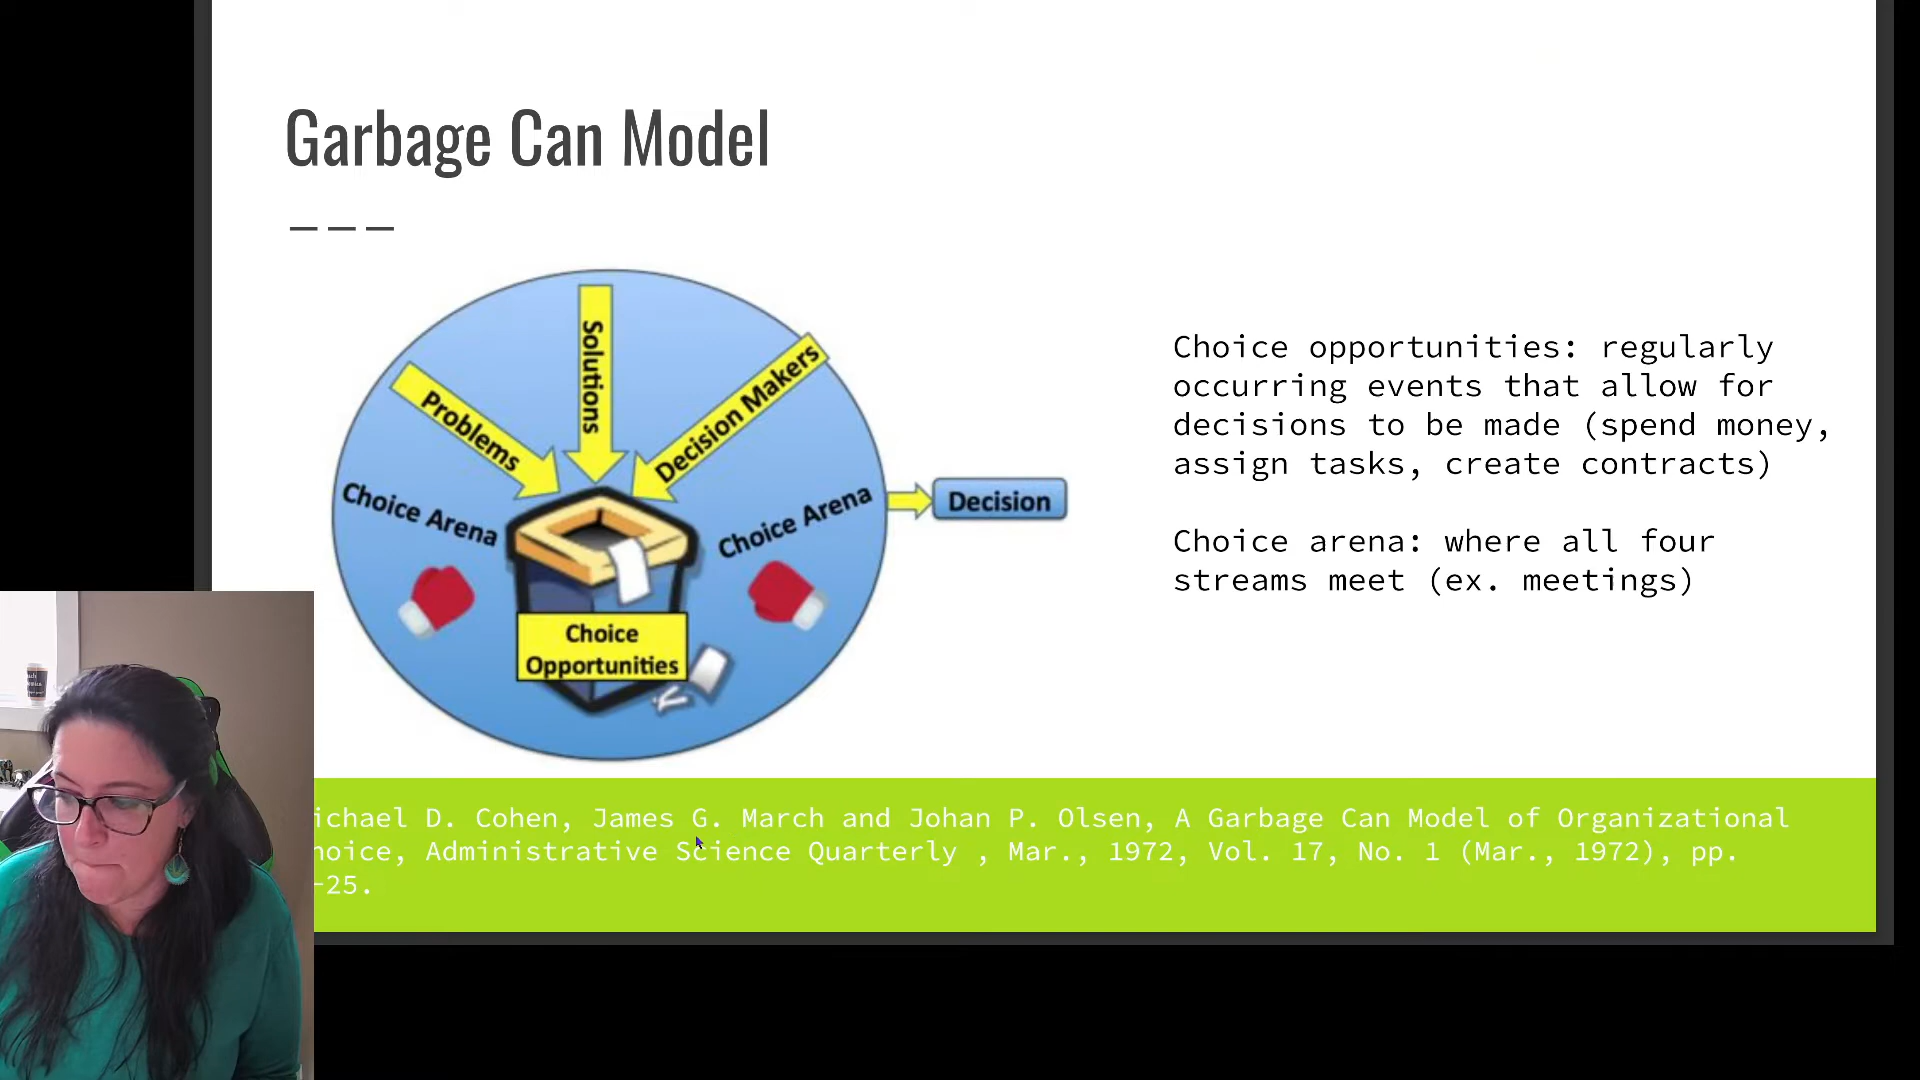 Garbage Can Model
Solutions
Problems
Decision Makers
Choice Arena
Choice Arena
Decision
Choice
Opportunities
Choice opportunities: regularly
occurring events that allow for
decisions to be made (spend money,
assign tasks, create contracts)
Choice arena: where all four
streams meet (ex. meetings)
ichael D. Cohen, James G. March and Johan P. Olsen, A Garbage Can Model of Organizational
hoice, Administrative Science Quarterly , Mar., 1972, Vol. 17, No. 1 (Mar., 1972), pp.
-25.